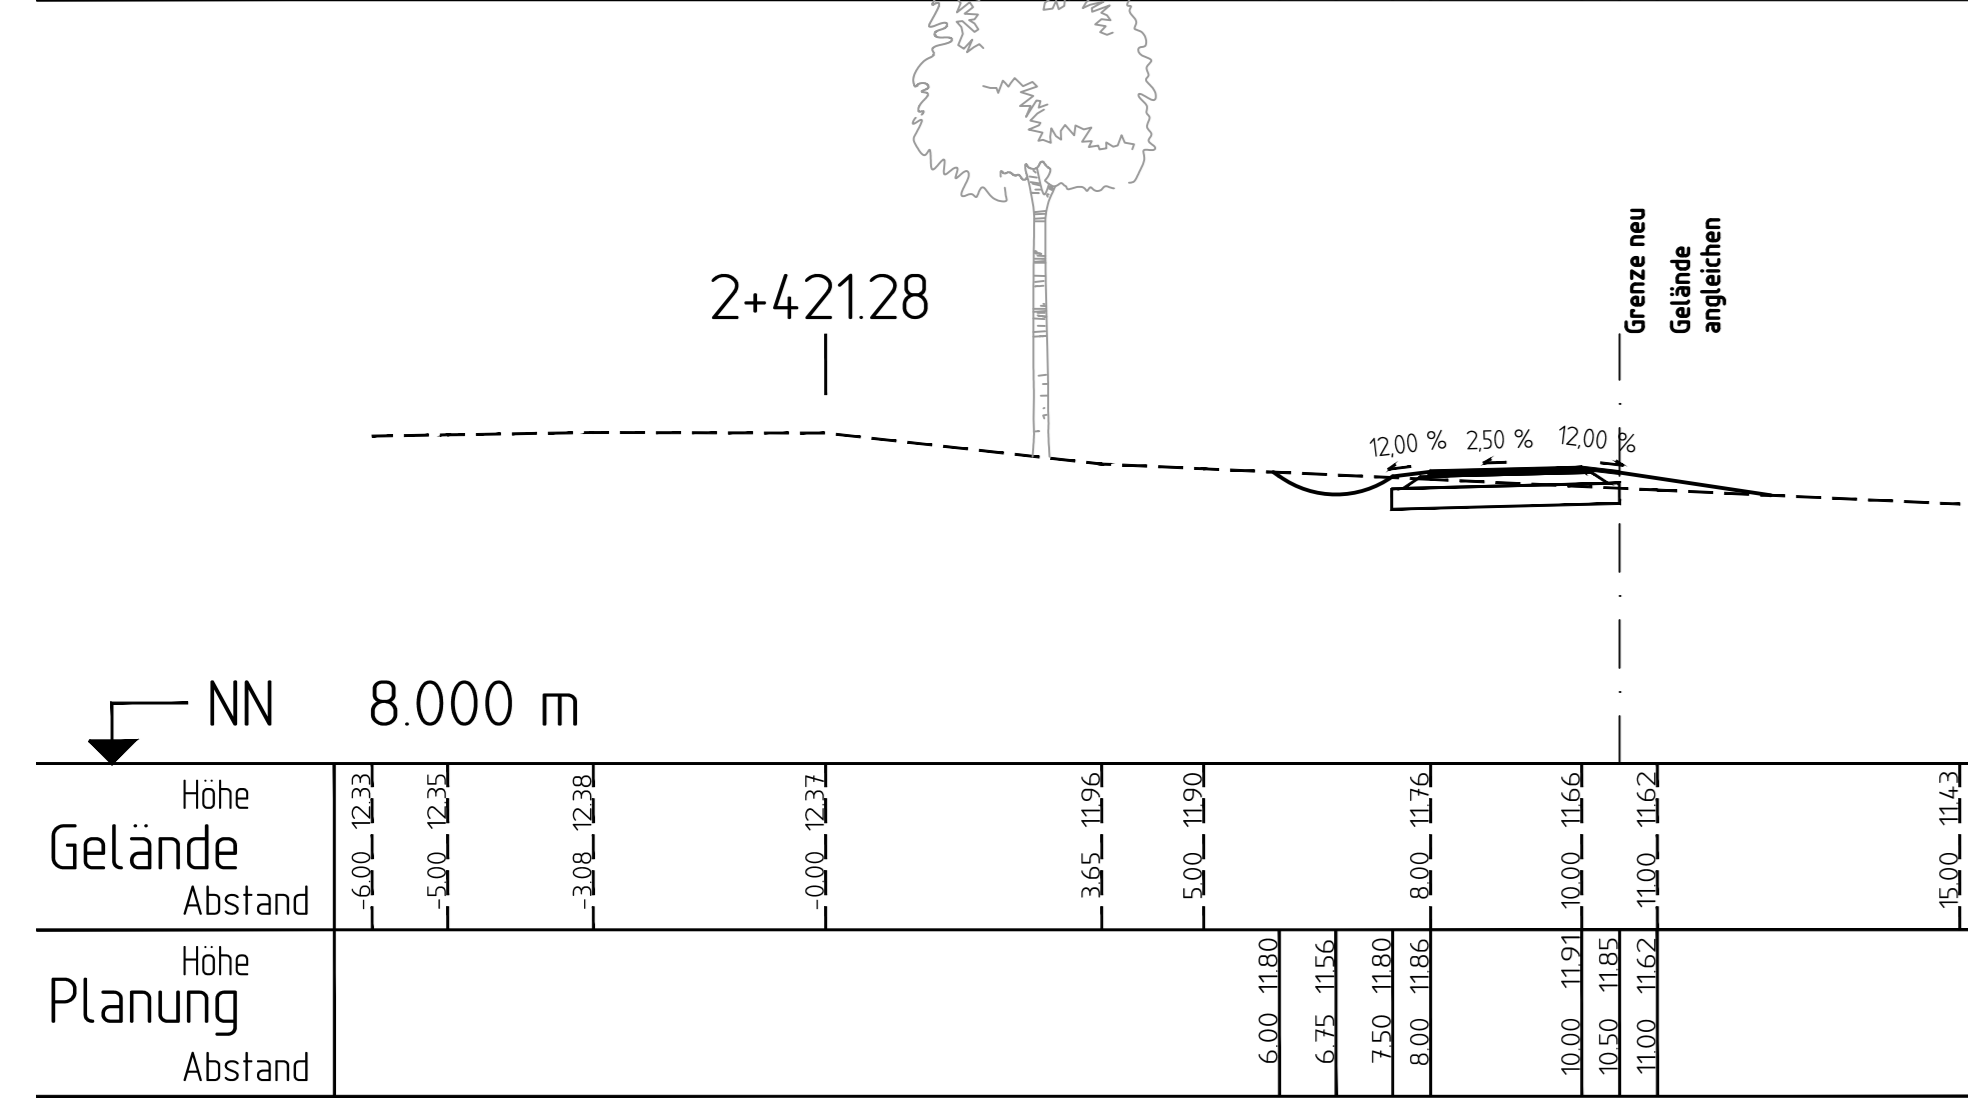 Grenze neu
Gelände
angleichen
2+421.28
12,00 % 2,50 % 12,00 %
NN 8.000 m
Höhe
Gelände
Abstand
12.33 12.35 12.38 12.37 11.96 11.90 11.76 11.66 11.62 11.43
-6.00 -5.00 -3.08 -0.00 3.65 5.00 8.00 10.00 11.00 15.00
Höhe
Planung
Abstand
11.80 11.56 11.80 11.86 11.91 11.85 11.62
6.00 6.75 7.50 8.00 10.00 10.50 11.00